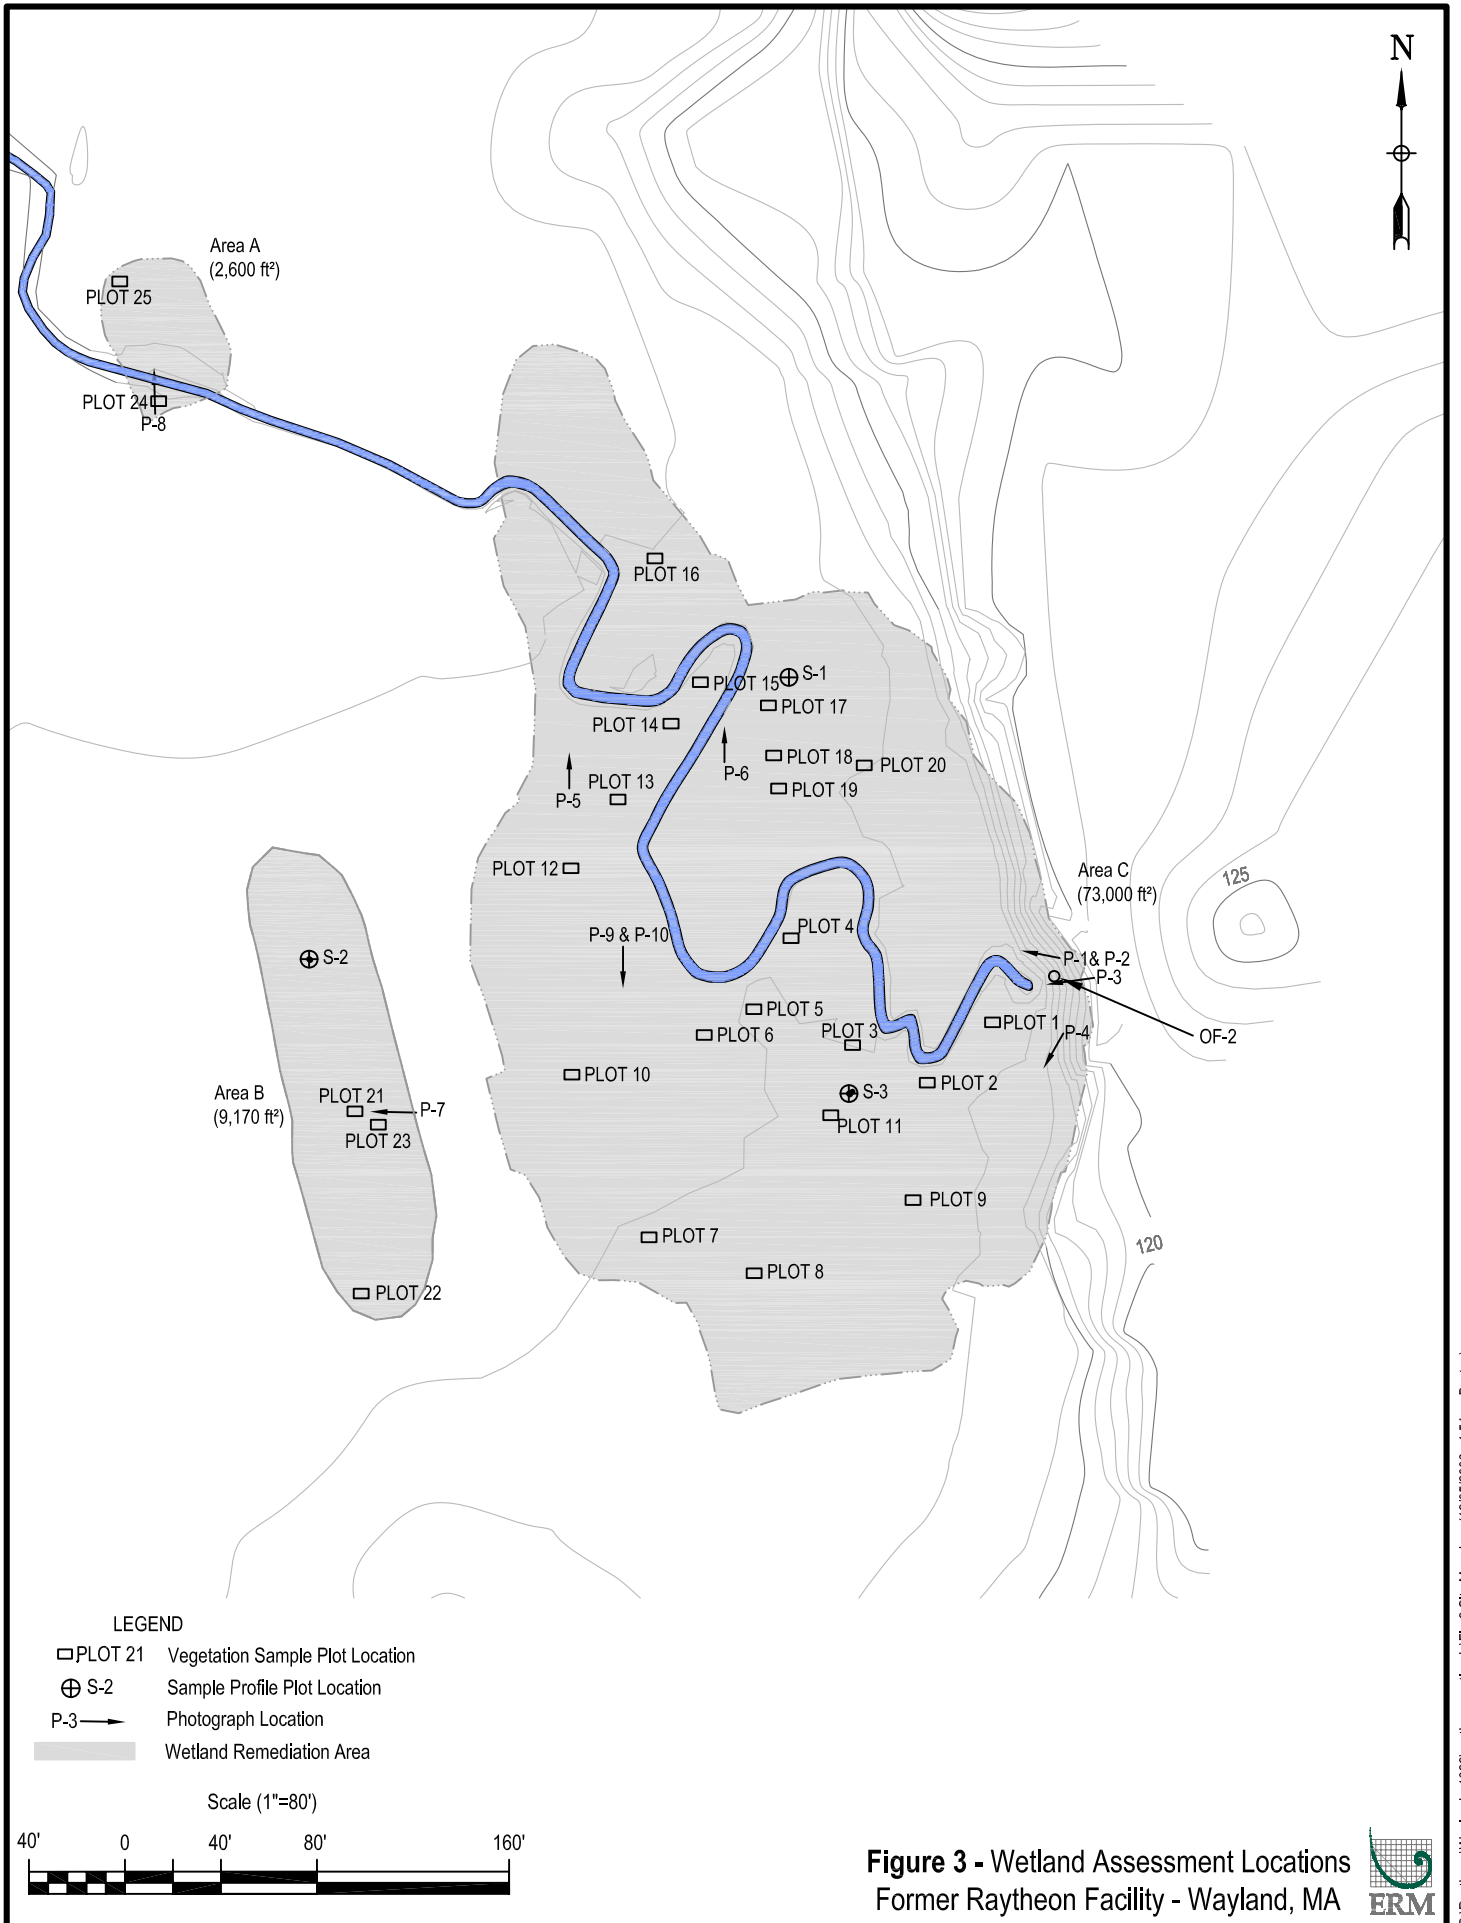 N
Area A
(2,600 ft²)
PLOT 25
PLOT 24
P-8
PLOT 16
S-1
PLOT 15
PLOT 17
PLOT 14
PLOT 18
PLOT 20
P-6
PLOT 13
PLOT 19
P-5
PLOT 12
Area C
(73,000 ft²)
125
PLOT 4
P-9 & P-10
S-2
P-1& P-2
P-3
PLOT 5
PLOT 1
PLOT 6
PLOT 3
P-4
OF-2
PLOT 10
PLOT 2
Area B
(9,170 ft²)
S-3
PLOT 21
P-7
PLOT 11
PLOT 23
PLOT 9
PLOT 7
120
PLOT 8
PLOT 22
LEGEND
PLOT 21 Vegetation Sample Plot Location
S-2 Sample Profile Plot Location
P-3 Photograph Location
Wetland Remediation Area
Scale (1"=80')
40' 0 40' 80' 160'
Figure 3 - Wetland Assessment Locations
Former Raytheon Facility - Wayland, MA
ERM